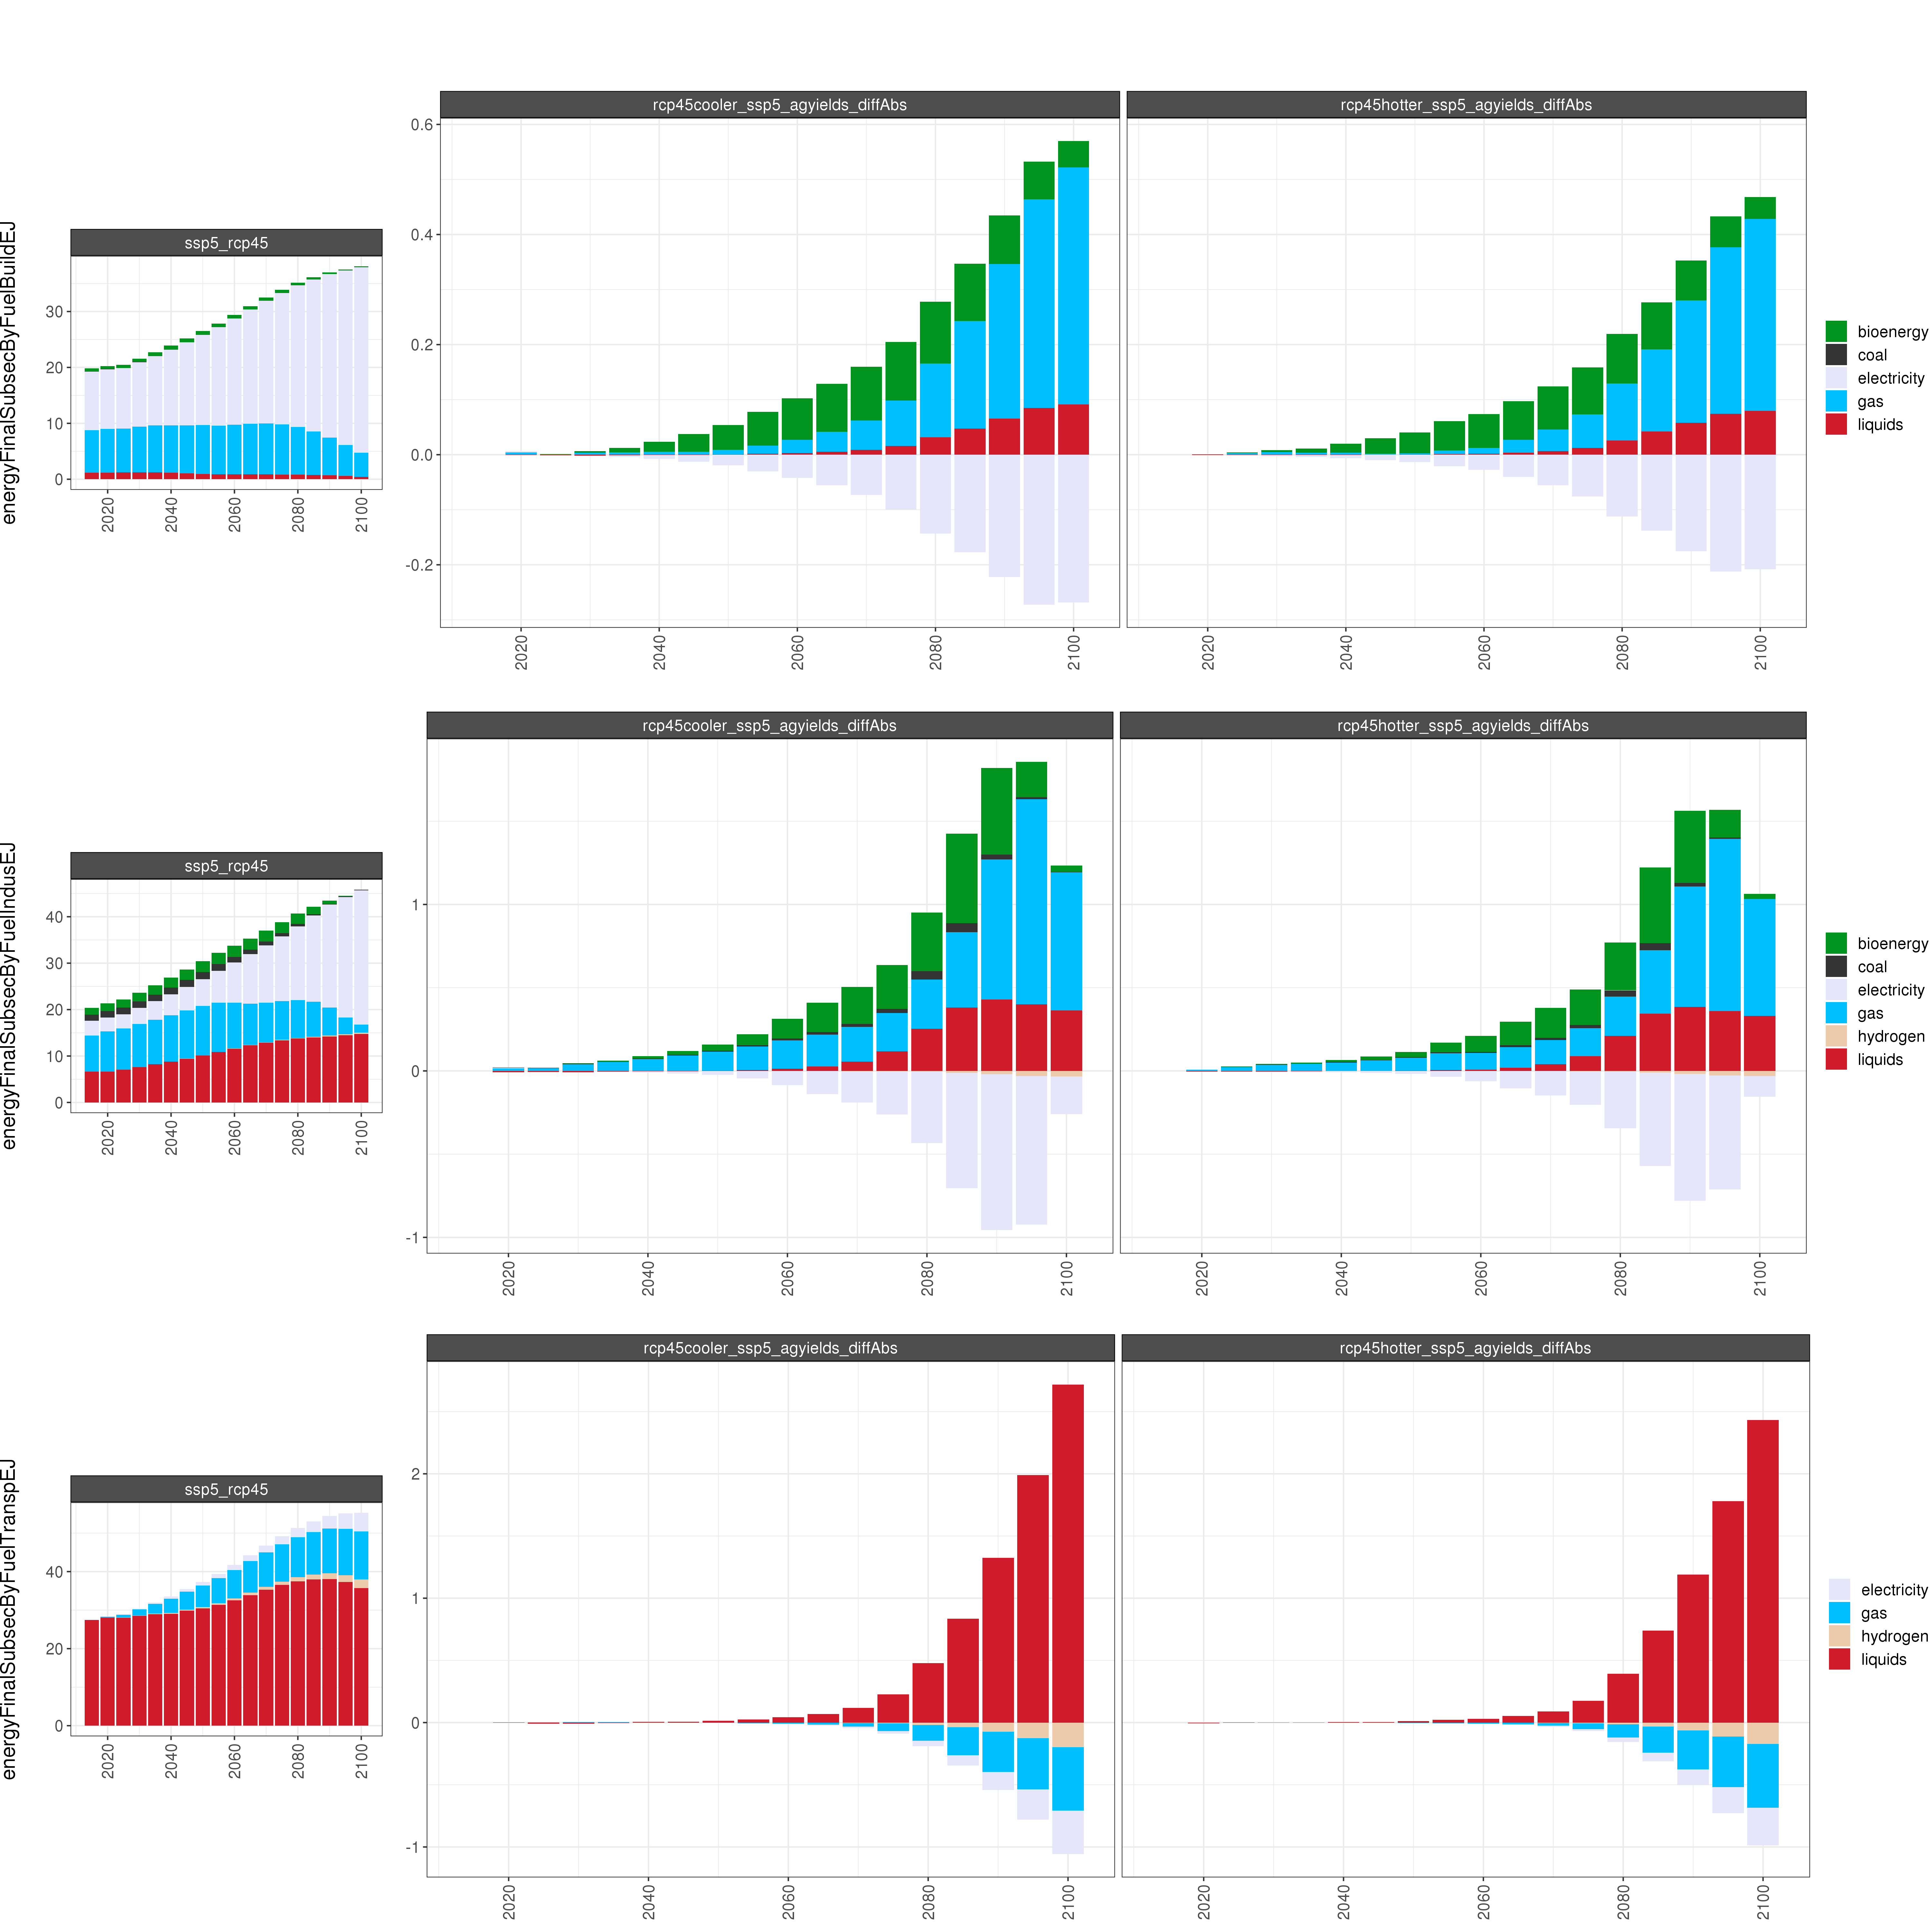 energyFinalSubsecByFuelBuildEJ
ssp5_rcp45
30
20
10
0
2020 2040 2060 2080 2100
rcp45cooler_ssp5_agyields_diffAbs rcp45hotter_ssp5_agyields_diffAbs
0.6
0.4
0.2
0.0
-0.2
2020 2040 2060 2080 2100 2020 2040 2060 2080 2100
bioenergy
coal
electricity
gas
liquids
energyFinalSubsecByFuelIndusEJ
ssp5_rcp45
40
30
20
10
0
2020 2040 2060 2080 2100
rcp45cooler_ssp5_agyields_diffAbs rcp45hotter_ssp5_agyields_diffAbs
1
0
-1
2020 2040 2060 2080 2100 2020 2040 2060 2080 2100
bioenergy
coal
electricity
gas
hydrogen
liquids
energyFinalSubsecByFuelTranspEJ
ssp5_rcp45
40
20
0
2020 2040 2060 2080 2100
rcp45cooler_ssp5_agyields_diffAbs rcp45hotter_ssp5_agyields_diffAbs
2
1
0
-1
2020 2040 2060 2080 2100 2020 2040 2060 2080 2100
electricity
gas
hydrogen
liquids